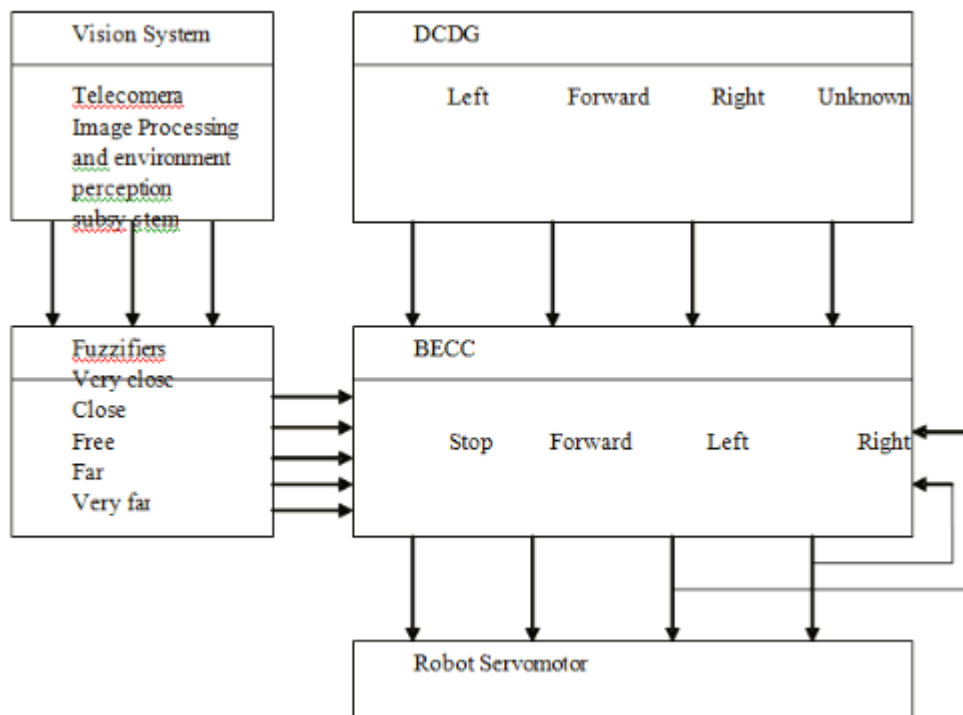 Vision System
Telecomera
Image Processing
and environment
perception
subsy stem
DCDG
Left Forward Right Unknown
Fuzzifiers
Very close
Close
Free
Far
Very far
BECC
Stop Forward Left Right
Robot Servomotor